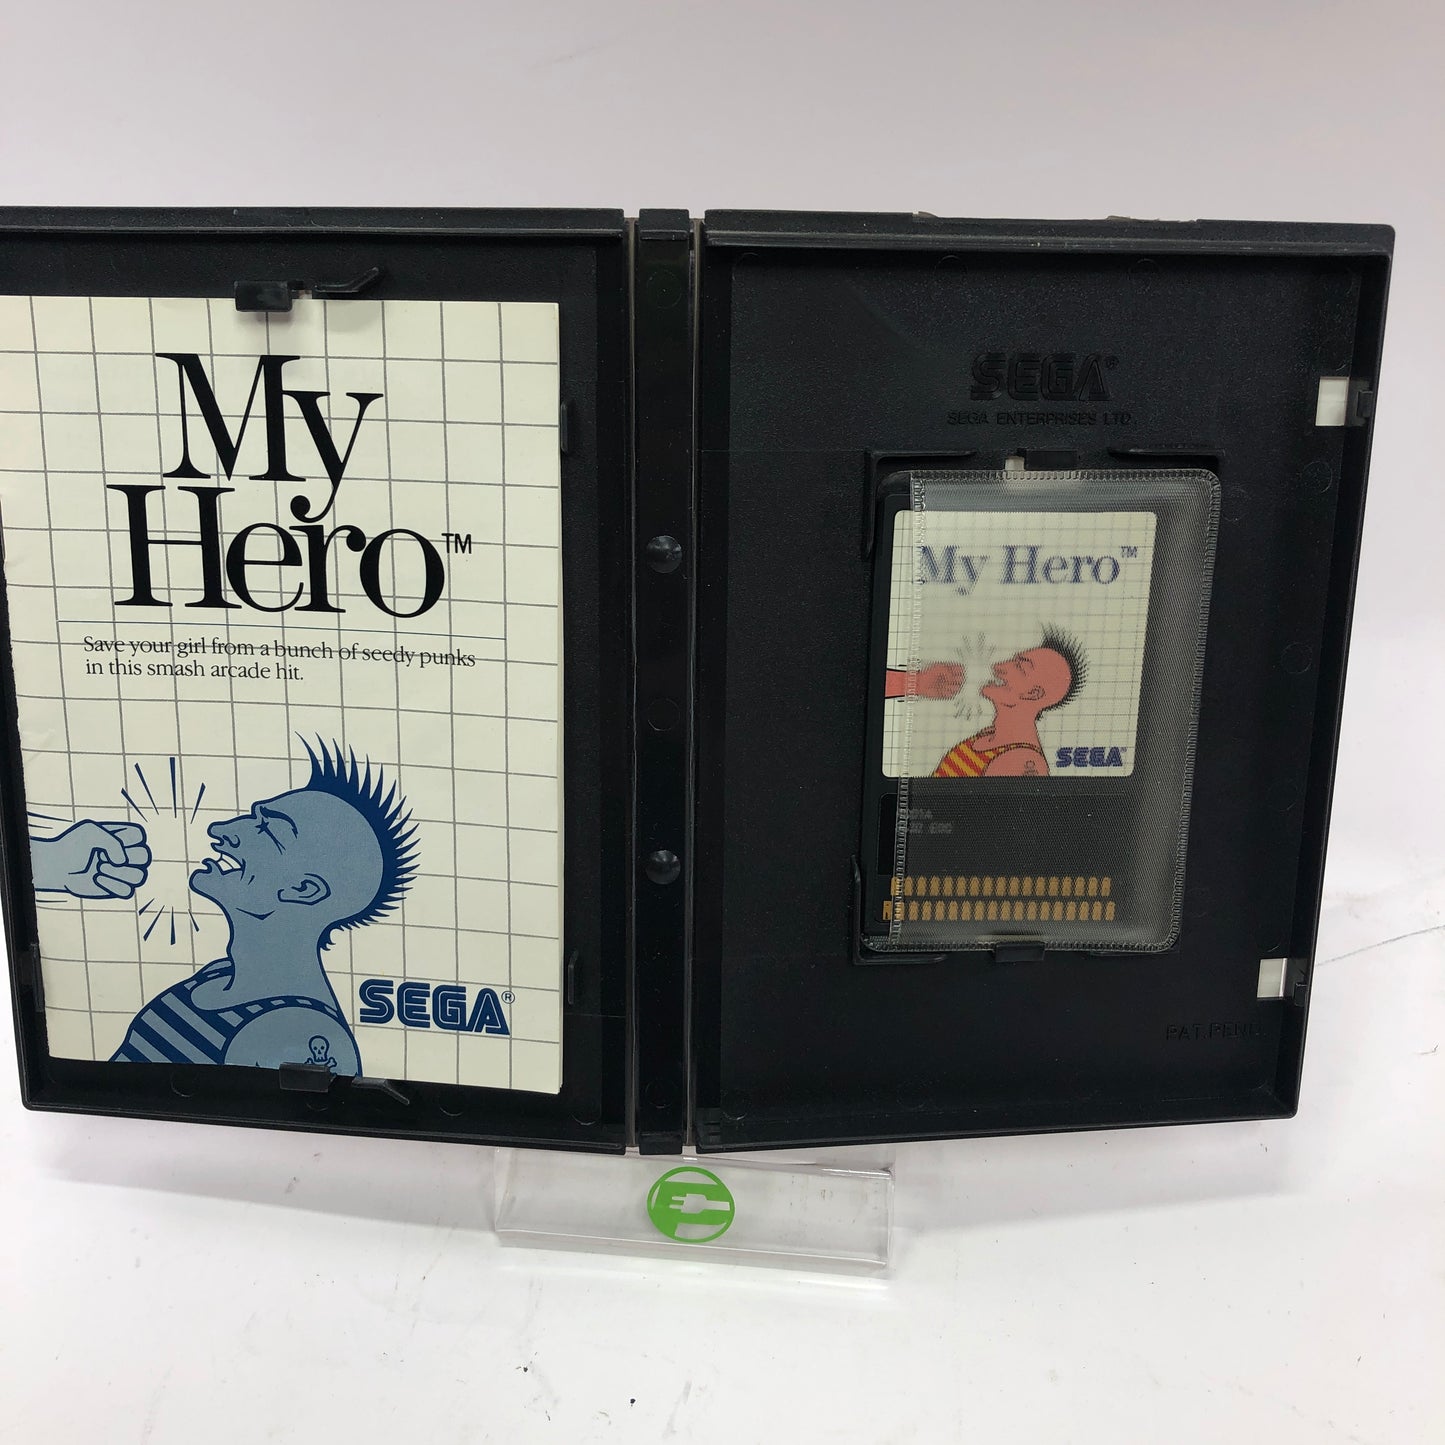 My
Hero™
Save your girl from a bunch of seedy punks
in this smash arcade hit.
SEGA®
SEGA®
SEGA ENTERPRISES LTD.
My Hero™
SEGA®
PAT. PEND.